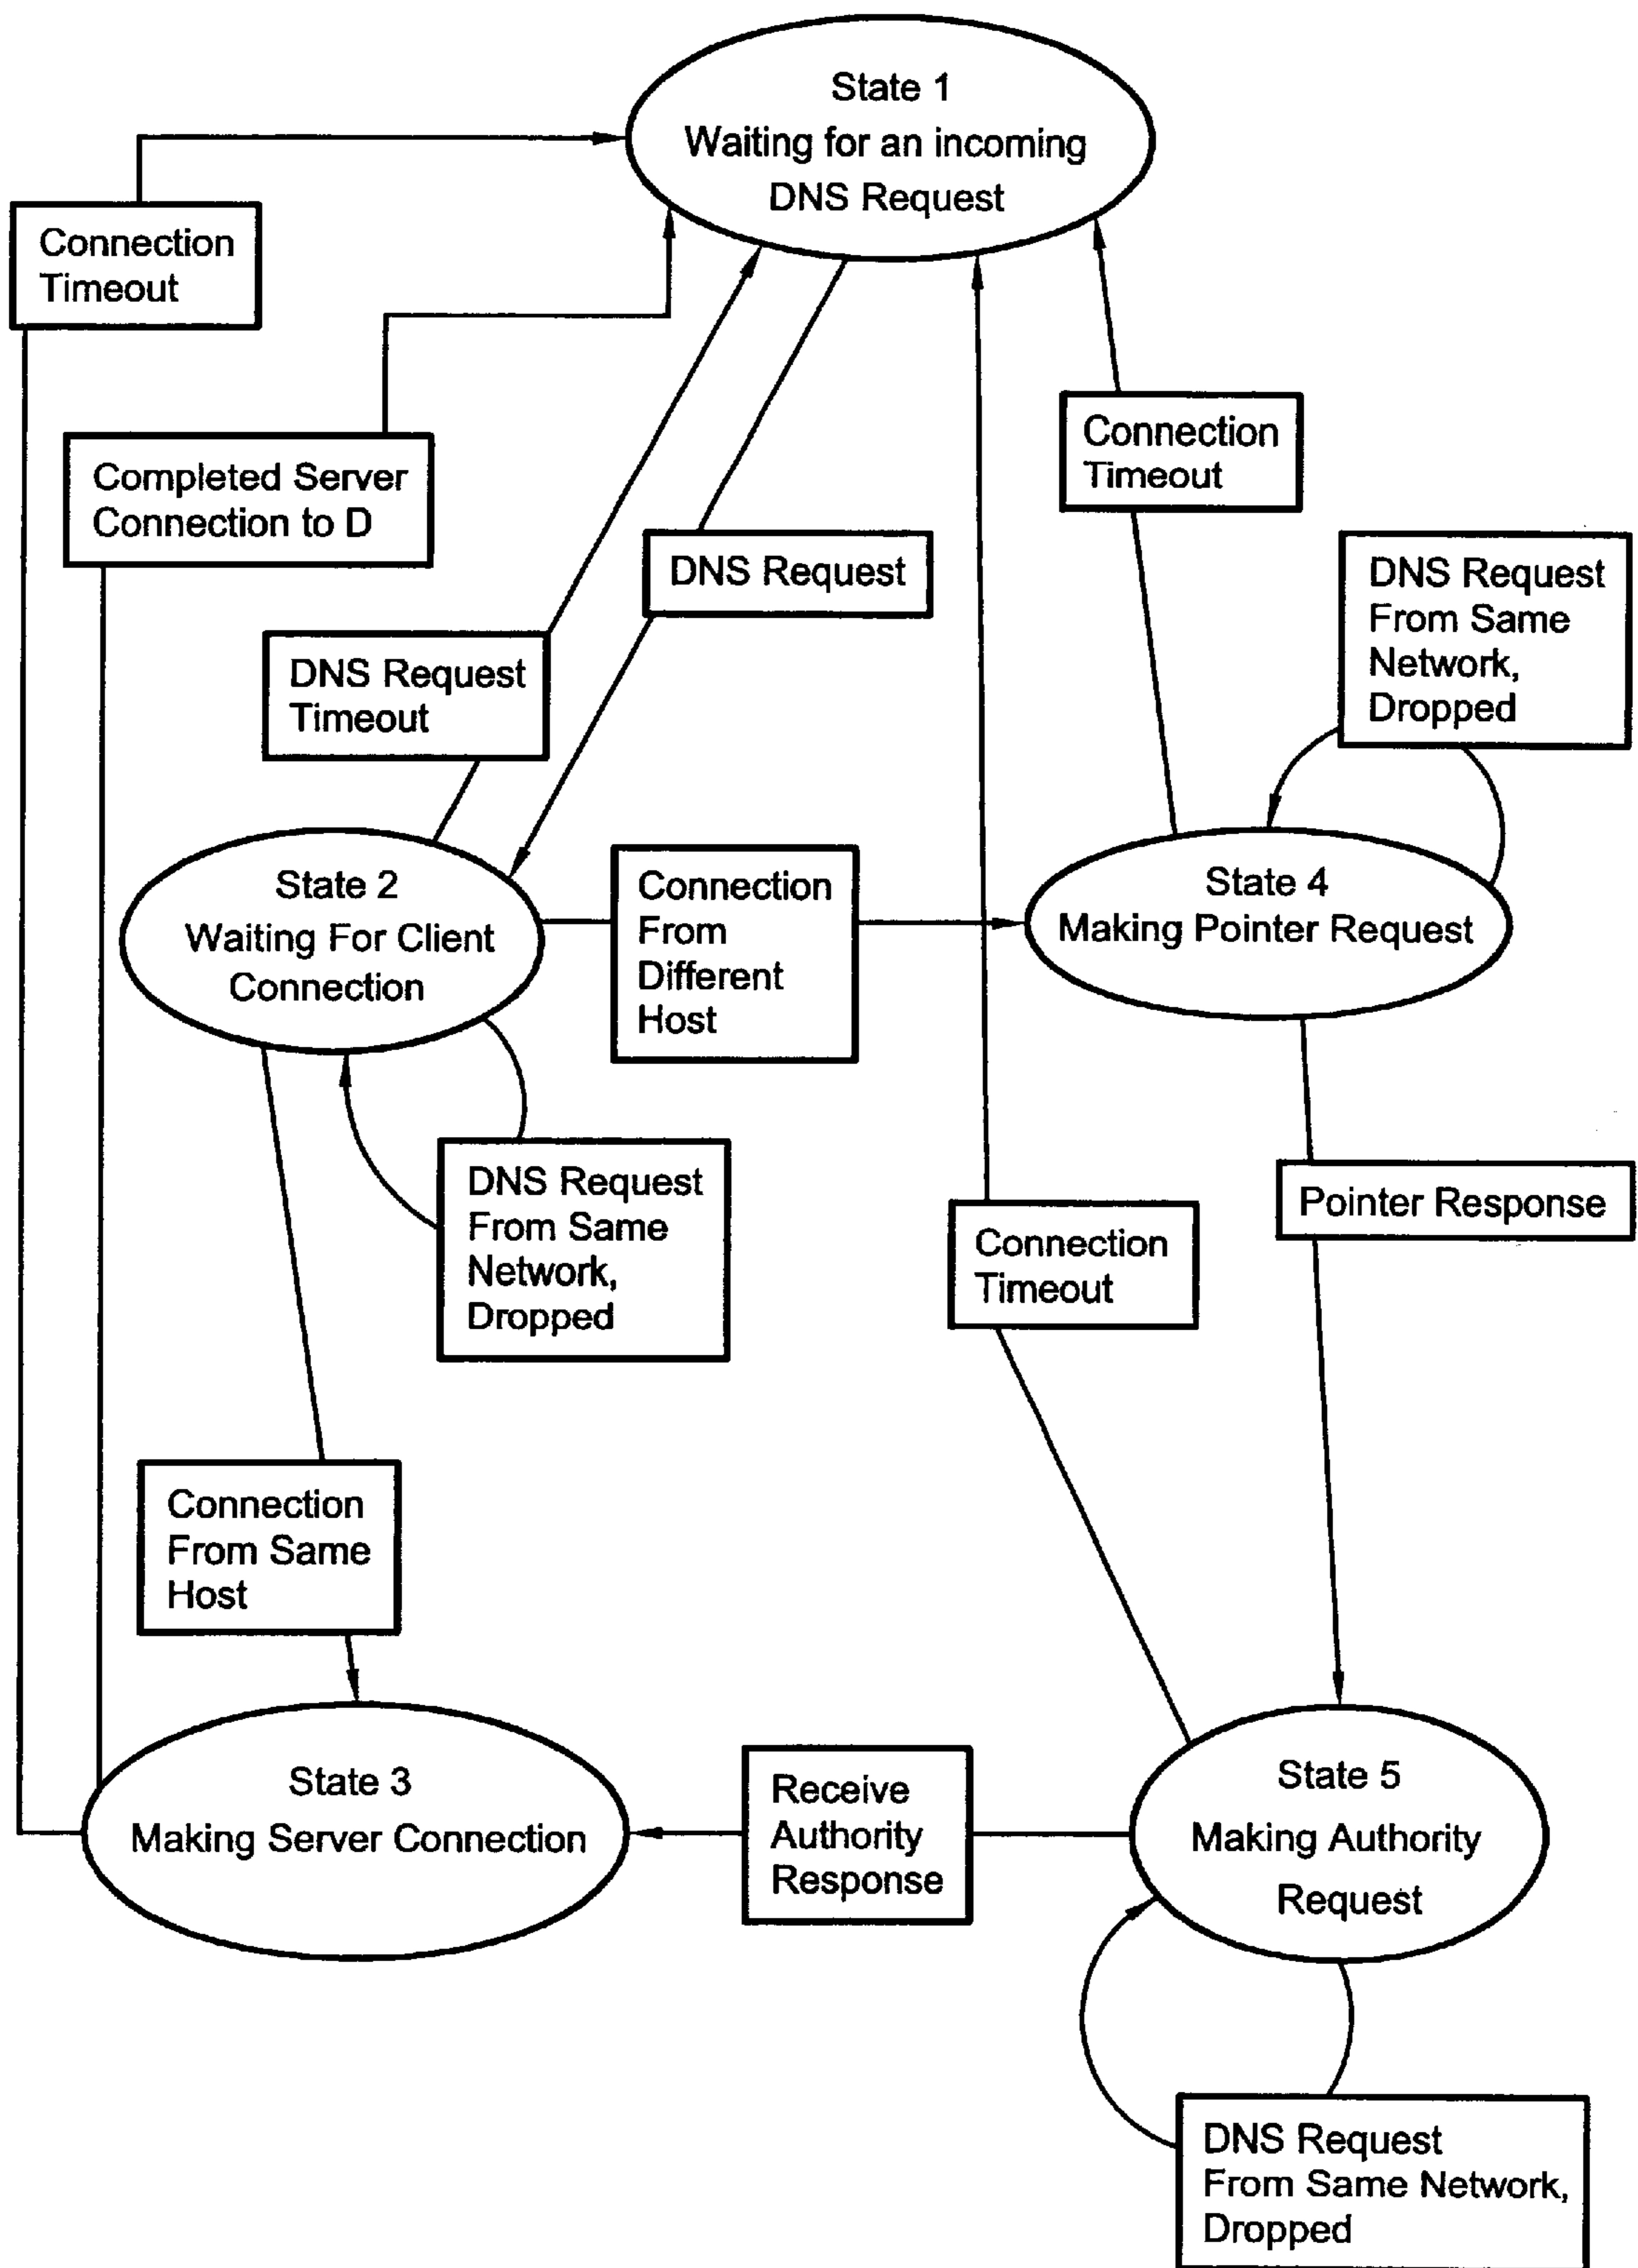 State 1
Waiting for an incoming
DNS Request
Connection
Timeout
Completed Server
Connection to D
Connection
Timeout
DNS Request
DNS Request
From Same
Network,
Dropped
DNS Request
Timeout
State 2
Waiting For Client
Connection
Connection
From
Different
Host
State 4
Making Pointer Request
DNS Request
From Same
Network,
Dropped
Pointer Response
Connection
Timeout
Connection
From Same
Host
State 3
Making Server Connection
Receive
Authority
Response
State 5
Making Authority
Request
DNS Request
From Same Network,
Dropped